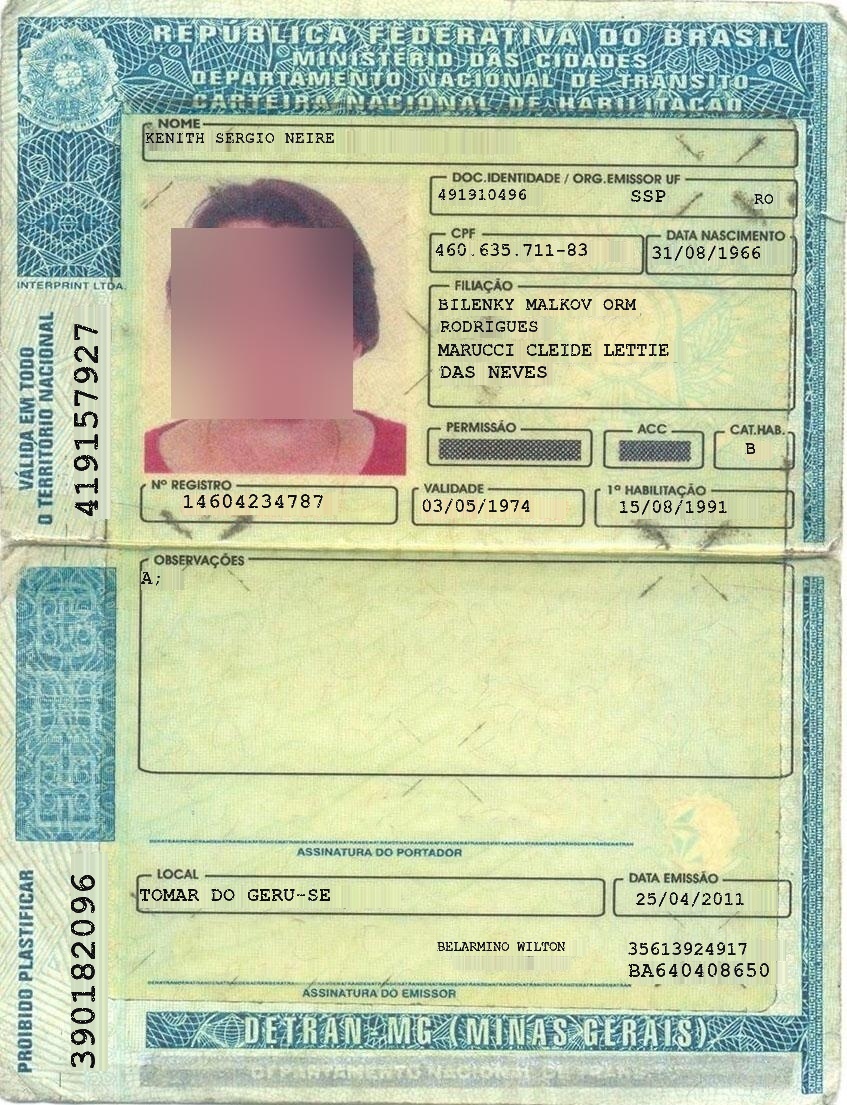 REPÚBLICA FEDERATIVA DO BRASIL
MINISTÉRIO DAS CIDADES
DEPARTAMENTO NACIONAL DE TRÂNSITO
CARTEIRA NACIONAL DE HABILITAÇÃO
NOME
KENITH SERGIO NEIRE
DOC.IDENTIDADE / ORG.EMISSOR UF
491910496 SSP RO
CPF
460.635.711-83
DATA NASCIMENTO
31/08/1966
FILIAÇÃO
BILENKY MALKOV ORM
RODRIGUES
MARUCCI CLEIDE LETTIE
DAS NEVES
PERMISSÃO
ACC
CAT.HAB.
B
Nº REGISTRO
14604234787
VALIDADE
03/05/1974
1ª HABILITAÇÃO
15/08/1991
INTERPRINT LTDA.
VÁLIDA EM TODO
O TERRITÓRIO NACIONAL
419157927
OBSERVAÇÕES
A;
ASSINATURA DO PORTADOR
LOCAL
TOMAR DO GERU-SE
DATA EMISSÃO
25/04/2011
BELARMINO WILTON
35613924917
BA640408650
ASSINATURA DO EMISSOR
PROIBIDO PLASTIFICAR
390182096
DETRAN-MG (MINAS GERAIS)